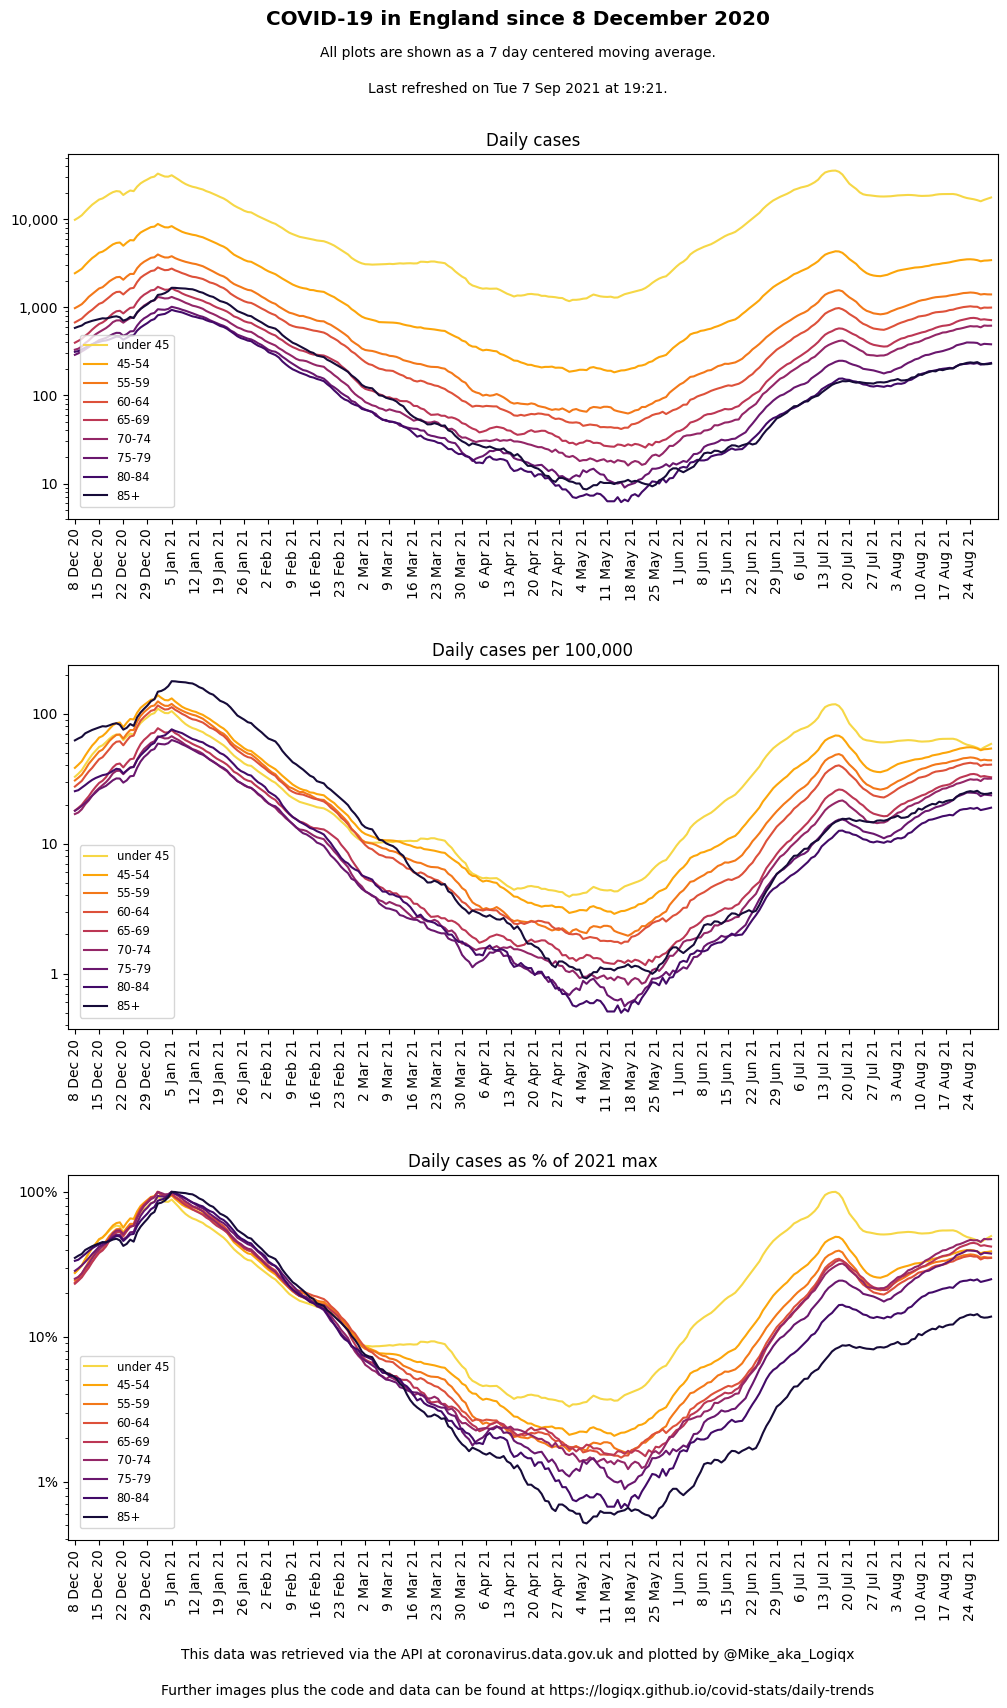 COVID-19 in England since 8 December 2020
All plots are shown as a 7 day centered moving average.
Last refreshed on Tue 7 Sep 2021 at 19:21.
Daily cases
10,000
1,000
100
10
under 45
45-54
55-59
60-64
65-69
70-74
75-79
80-84
85+
8 Dec 20
15 Dec 20
22 Dec 20
29 Dec 20
5 Jan 21
12 Jan 21
19 Jan 21
26 Jan 21
2 Feb 21
9 Feb 21
16 Feb 21
23 Feb 21
2 Mar 21
9 Mar 21
16 Mar 21
23 Mar 21
30 Mar 21
6 Apr 21
13 Apr 21
20 Apr 21
27 Apr 21
4 May 21
11 May 21
18 May 21
25 May 21
1 Jun 21
8 Jun 21
15 Jun 21
22 Jun 21
29 Jun 21
6 Jul 21
13 Jul 21
20 Jul 21
27 Jul 21
3 Aug 21
10 Aug 21
17 Aug 21
24 Aug 21
Daily cases per 100,000
100
10
1
under 45
45-54
55-59
60-64
65-69
70-74
75-79
80-84
85+
8 Dec 20
15 Dec 20
22 Dec 20
29 Dec 20
5 Jan 21
12 Jan 21
19 Jan 21
26 Jan 21
2 Feb 21
9 Feb 21
16 Feb 21
23 Feb 21
2 Mar 21
9 Mar 21
16 Mar 21
23 Mar 21
30 Mar 21
6 Apr 21
13 Apr 21
20 Apr 21
27 Apr 21
4 May 21
11 May 21
18 May 21
25 May 21
1 Jun 21
8 Jun 21
15 Jun 21
22 Jun 21
29 Jun 21
6 Jul 21
13 Jul 21
20 Jul 21
27 Jul 21
3 Aug 21
10 Aug 21
17 Aug 21
24 Aug 21
Daily cases as % of 2021 max
100%
10%
1%
under 45
45-54
55-59
60-64
65-69
70-74
75-79
80-84
85+
8 Dec 20
15 Dec 20
22 Dec 20
29 Dec 20
5 Jan 21
12 Jan 21
19 Jan 21
26 Jan 21
2 Feb 21
9 Feb 21
16 Feb 21
23 Feb 21
2 Mar 21
9 Mar 21
16 Mar 21
23 Mar 21
30 Mar 21
6 Apr 21
13 Apr 21
20 Apr 21
27 Apr 21
4 May 21
11 May 21
18 May 21
25 May 21
1 Jun 21
8 Jun 21
15 Jun 21
22 Jun 21
29 Jun 21
6 Jul 21
13 Jul 21
20 Jul 21
27 Jul 21
3 Aug 21
10 Aug 21
17 Aug 21
24 Aug 21
This data was retrieved via the API at coronavirus.data.gov.uk and plotted by @Mike_aka_Logiqx
Further images plus the code and data can be found at https://logiqx.github.io/covid-stats/daily-trends